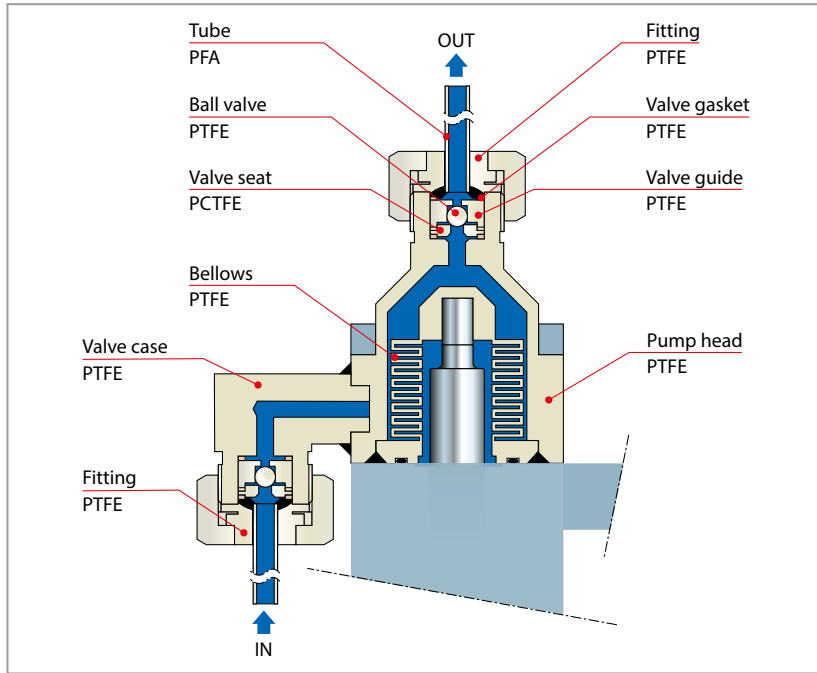 Tube
PFA
OUT
Fitting
PTFE
Ball valve
PTFE
Valve gasket
PTFE
Valve seat
PCTFE
Valve guide
PTFE
Bellows
PTFE
Valve case
PTFE
Pump head
PTFE
Fitting
PTFE
IN